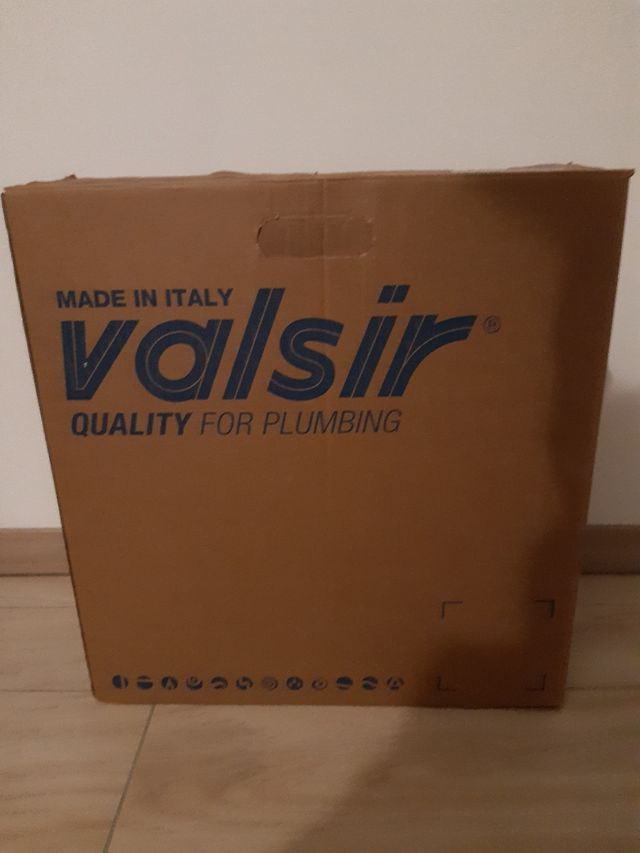 MADE IN ITALY
valsir®
QUALITY FOR PLUMBING